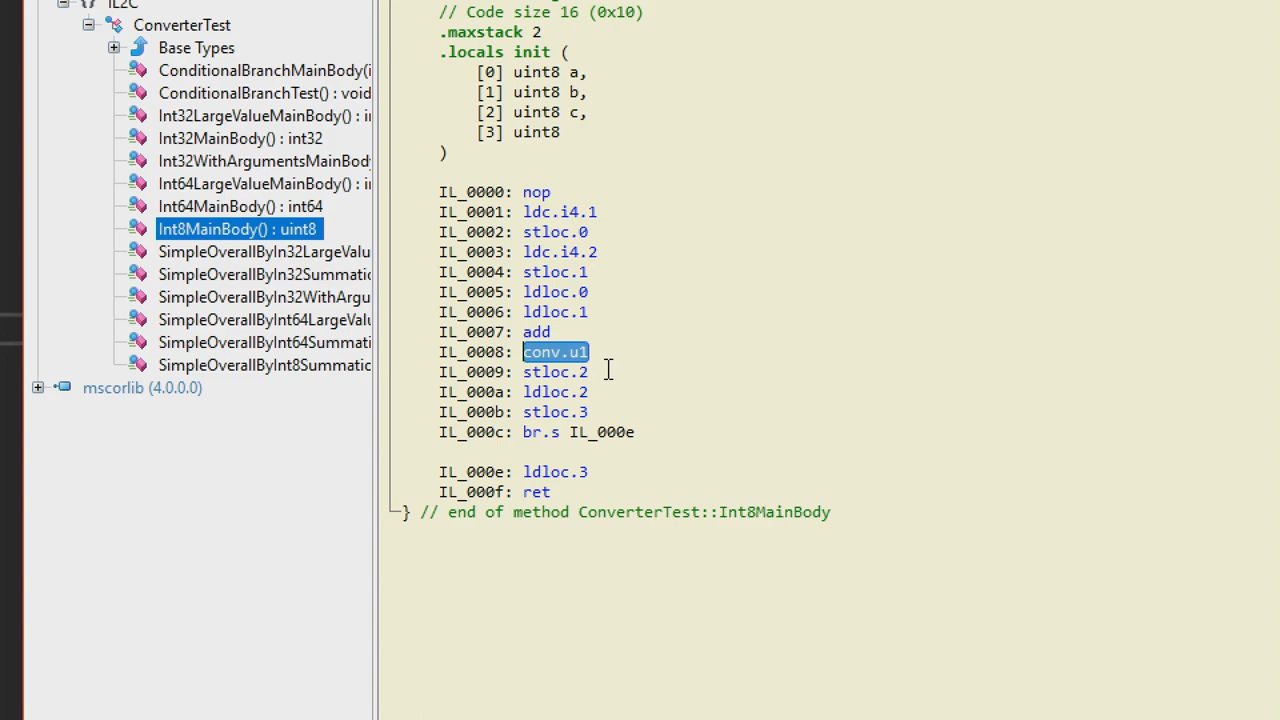 IL2C
ConverterTest
Base Types
ConditionalBranchMainBody(i
ConditionalBranchTest() : void
Int32LargeValueMainBody() : i
Int32MainBody() : int32
Int32WithArgumentsMainBody
Int64LargeValueMainBody() : i
Int64MainBody() : int64
Int8MainBody() : uint8
SimpleOverallByIn32LargeValu
SimpleOverallByIn32Summatic
SimpleOverallByIn32WithArgu
SimpleOverallByInt64LargeValu
SimpleOverallByInt64Summati
SimpleOverallByInt8Summatic
mscorlib (4.0.0.0)
// Code size 16 (0x10)
.maxstack 2
.locals init (
[0] uint8 a,
[1] uint8 b,
[2] uint8 c,
[3] uint8
)
IL_0000: nop
IL_0001: ldc.i4.1
IL_0002: stloc.0
IL_0003: ldc.i4.2
IL_0004: stloc.1
IL_0005: ldloc.0
IL_0006: ldloc.1
IL_0007: add
IL_0008: conv.u1
IL_0009: stloc.2
IL_000a: ldloc.2
IL_000b: stloc.3
IL_000c: br.s IL_000e
IL_000e: ldloc.3
IL_000f: ret
} // end of method ConverterTest::Int8MainBody